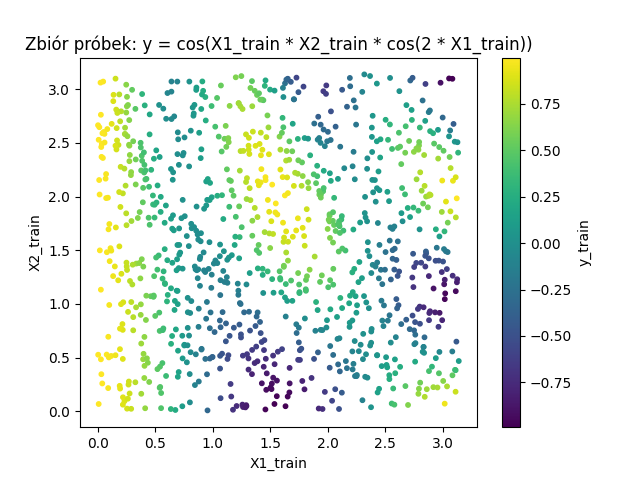 Zbiór próbek: y = cos(X1_train * X2_train * cos(2 * X1_train))
3.0
2.5
2.0
1.5
1.0
0.5
0.0
X2_train
0.0 0.5 1.0 1.5 2.0 2.5 3.0
X1_train
0.75
0.50
0.25
0.00
−0.25
−0.50
−0.75
y_train